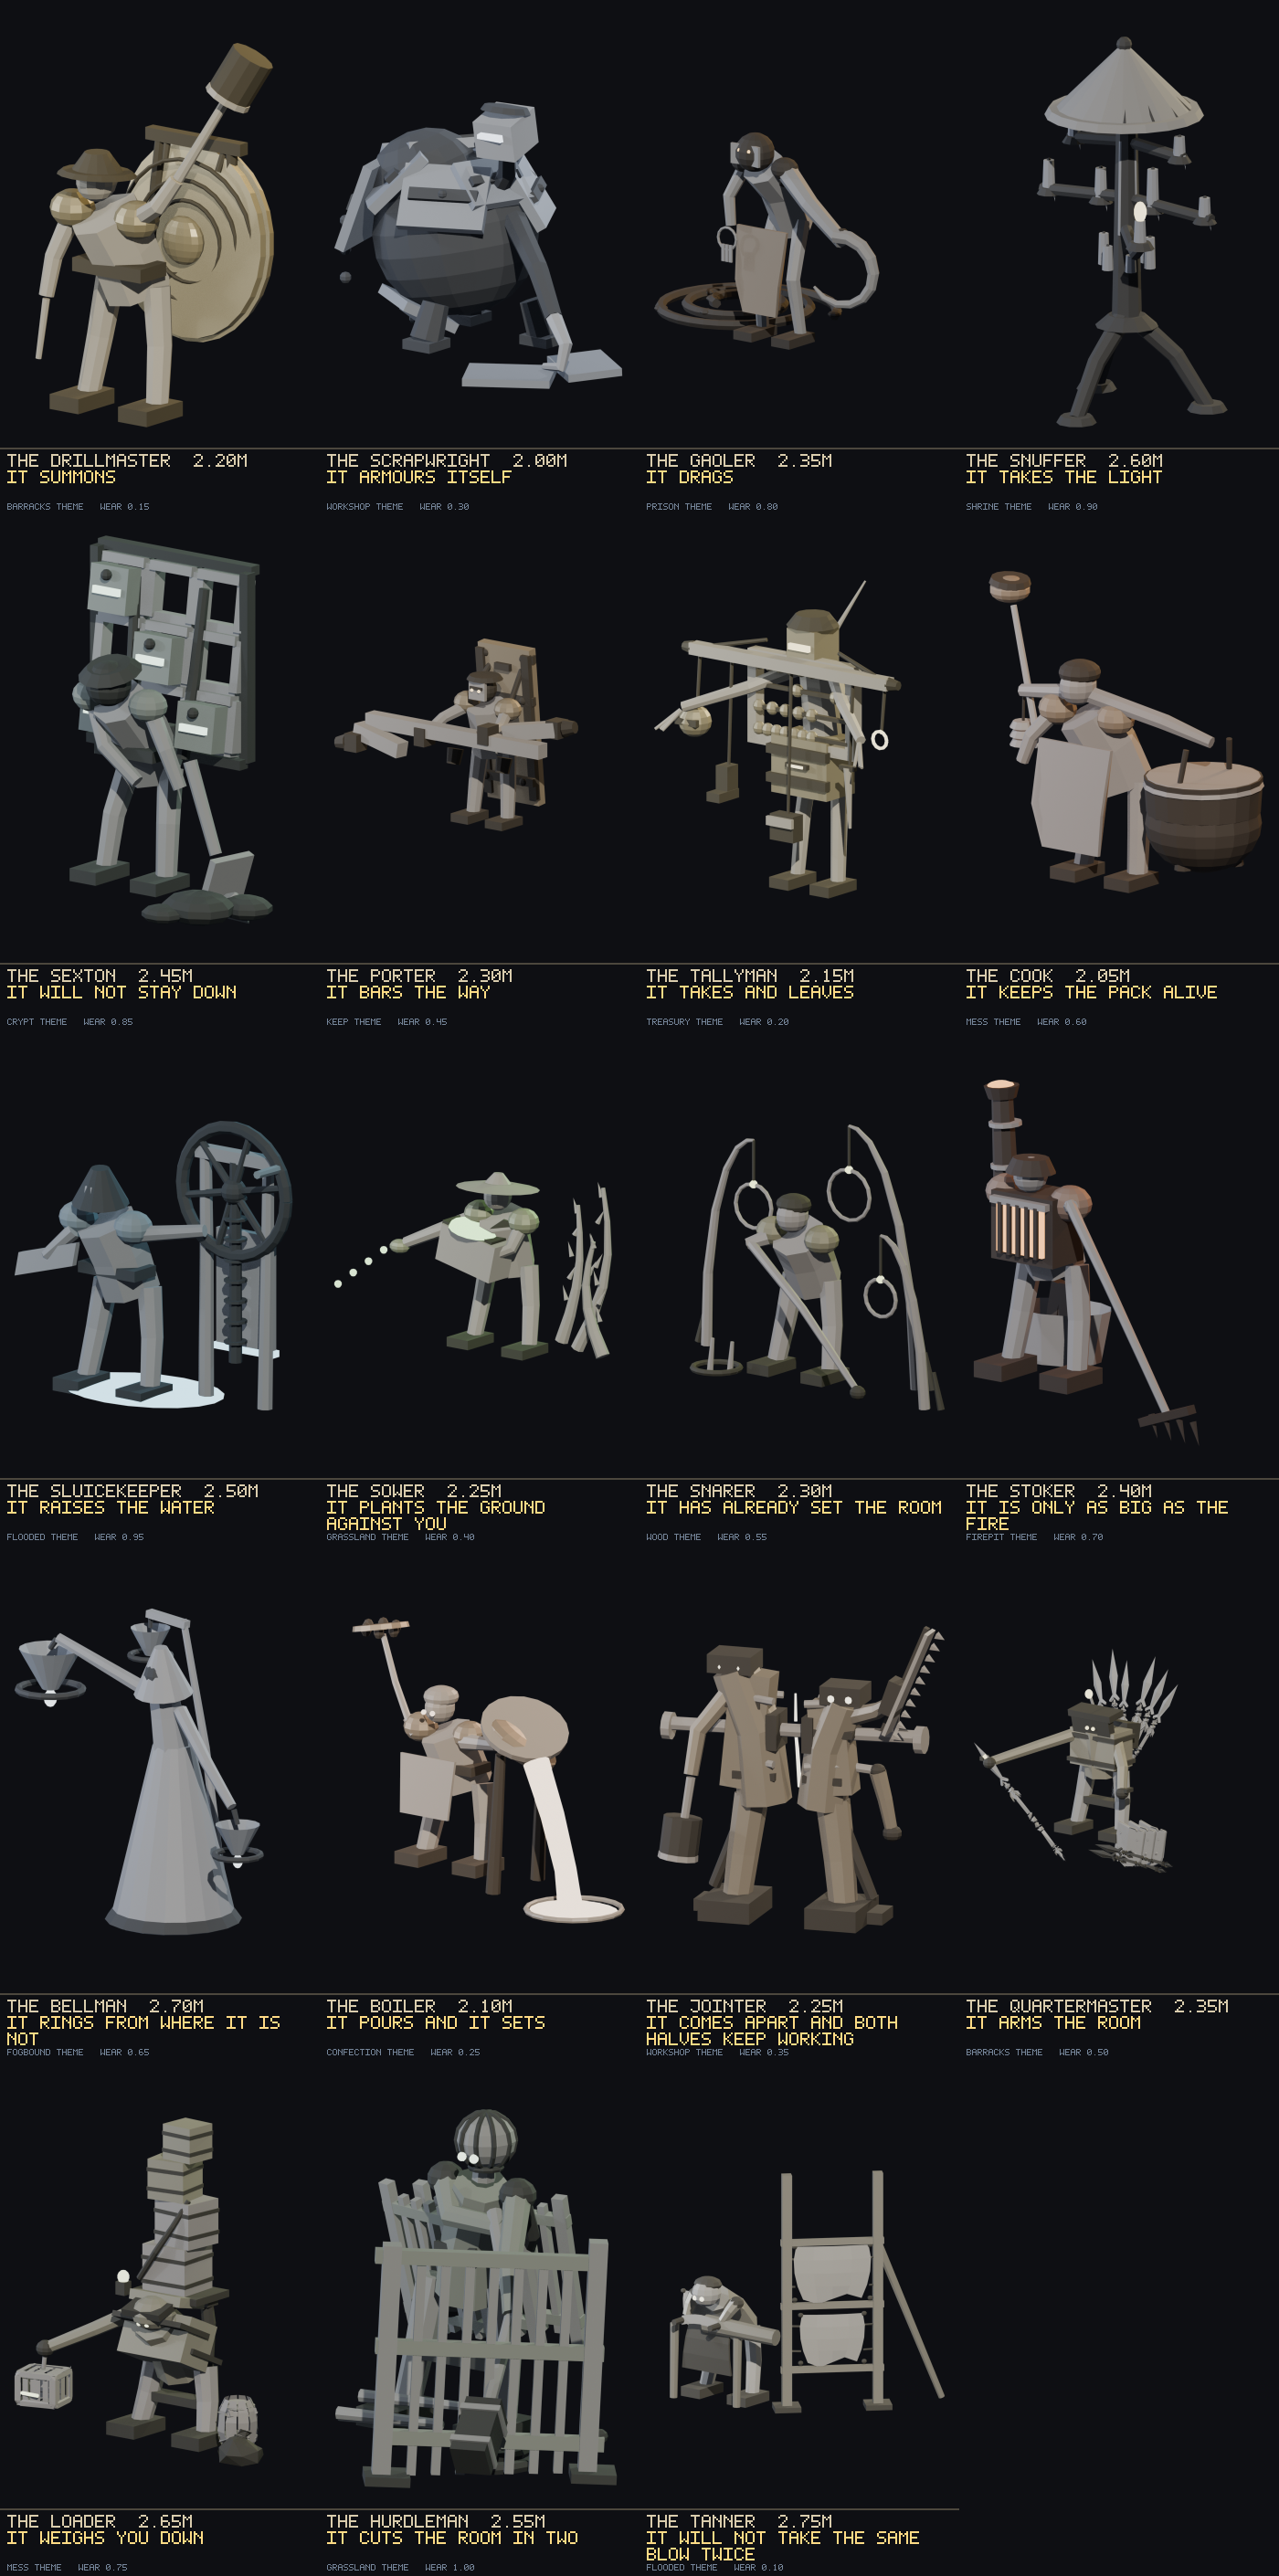 THE DRILLMASTER 2.20M
IT SUMMONS
BARRACKS THEME WEAR 0.15
THE SCRAPWRIGHT 2.00M
IT ARMOURS ITSELF
WORKSHOP THEME WEAR 0.30
THE GAOLER 2.35M
IT DRAGS
PRISON THEME WEAR 0.80
THE SNUFFER 2.60M
IT TAKES THE LIGHT
SHRINE THEME WEAR 0.90
THE SEXTON 2.45M
IT WILL NOT STAY DOWN
CRYPT THEME WEAR 0.85
THE PORTER 2.30M
IT BARS THE WAY
KEEP THEME WEAR 0.45
THE TALLYMAN 2.15M
IT TAKES AND LEAVES
TREASURY THEME WEAR 0.20
THE COOK 2.05M
IT KEEPS THE PACK ALIVE
MESS THEME WEAR 0.60
THE SLUICEKEEPER 2.50M
IT RAISES THE WATER
FLOODED THEME WEAR 0.95
THE SOWER 2.25M
IT PLANTS THE GROUND
AGAINST YOU
GRASSLAND THEME WEAR 0.40
THE SNARER 2.30M
IT HAS ALREADY SET THE ROOM
WOOD THEME WEAR 0.55
THE STOKER 2.40M
IT IS ONLY AS BIG AS THE
FIRE
FIREPIT THEME WEAR 0.70
THE BELLMAN 2.70M
IT RINGS FROM WHERE IT IS
NOT
FOGBOUND THEME WEAR 0.65
THE BOILER 2.10M
IT POURS AND IT SETS
CONFECTION THEME WEAR 0.25
THE JOINTER 2.25M
IT COMES APART AND BOTH
HALVES KEEP WORKING
WORKSHOP THEME WEAR 0.35
THE QUARTERMASTER 2.35M
IT ARMS THE ROOM
BARRACKS THEME WEAR 0.50
THE LOADER 2.65M
IT WEIGHS YOU DOWN
MESS THEME WEAR 0.75
THE HURDLEMAN 2.55M
IT CUTS THE ROOM IN TWO
GRASSLAND THEME WEAR 1.00
THE TANNER 2.75M
IT WILL NOT TAKE THE SAME
BLOW TWICE
FLOODED THEME WEAR 0.10